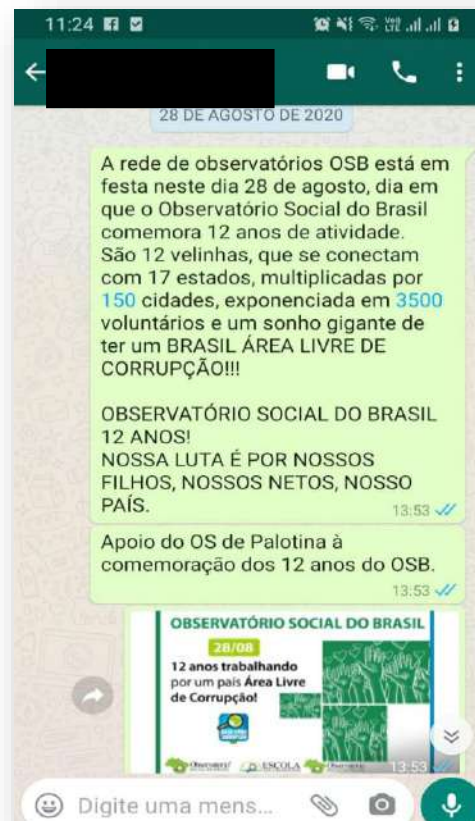 11:24
28 DE AGOSTO DE 2020
A rede de observatórios OSB está em
festa neste dia 28 de agosto, dia em
que o Observatório Social do Brasil
comemora 12 anos de atividade.
São 12 velinhas, que se conectam
com 17 estados, multiplicadas por
150 cidades, exponenciada em 3500
voluntários e um sonho gigante de
ter um BRASIL ÁREA LIVRE DE
CORRUPÇÃO!!!
OBSERVATÓRIO SOCIAL DO BRASIL
12 ANOS!
NOSSA LUTA É POR NOSSOS
FILHOS, NOSSOS NETOS, NOSSO
PAÍS.
13:53
Apoio do OS de Palotina à
comemoração dos 12 anos do OSB.
13:53
OBSERVATÓRIO SOCIAL DO BRASIL
28/08
12 anos trabalhando
por um país Área Livre
de Corrupção!
ESCOLA
13:53
Digite uma mens...